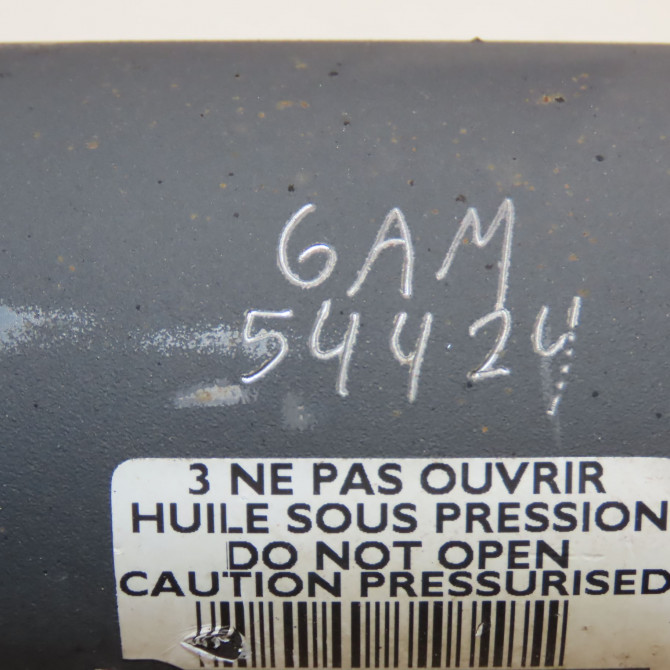 GAM
54424
3 NE PAS OUVRIR
HUILE SOUS PRESSION
DO NOT OPEN
CAUTION PRESSURISED